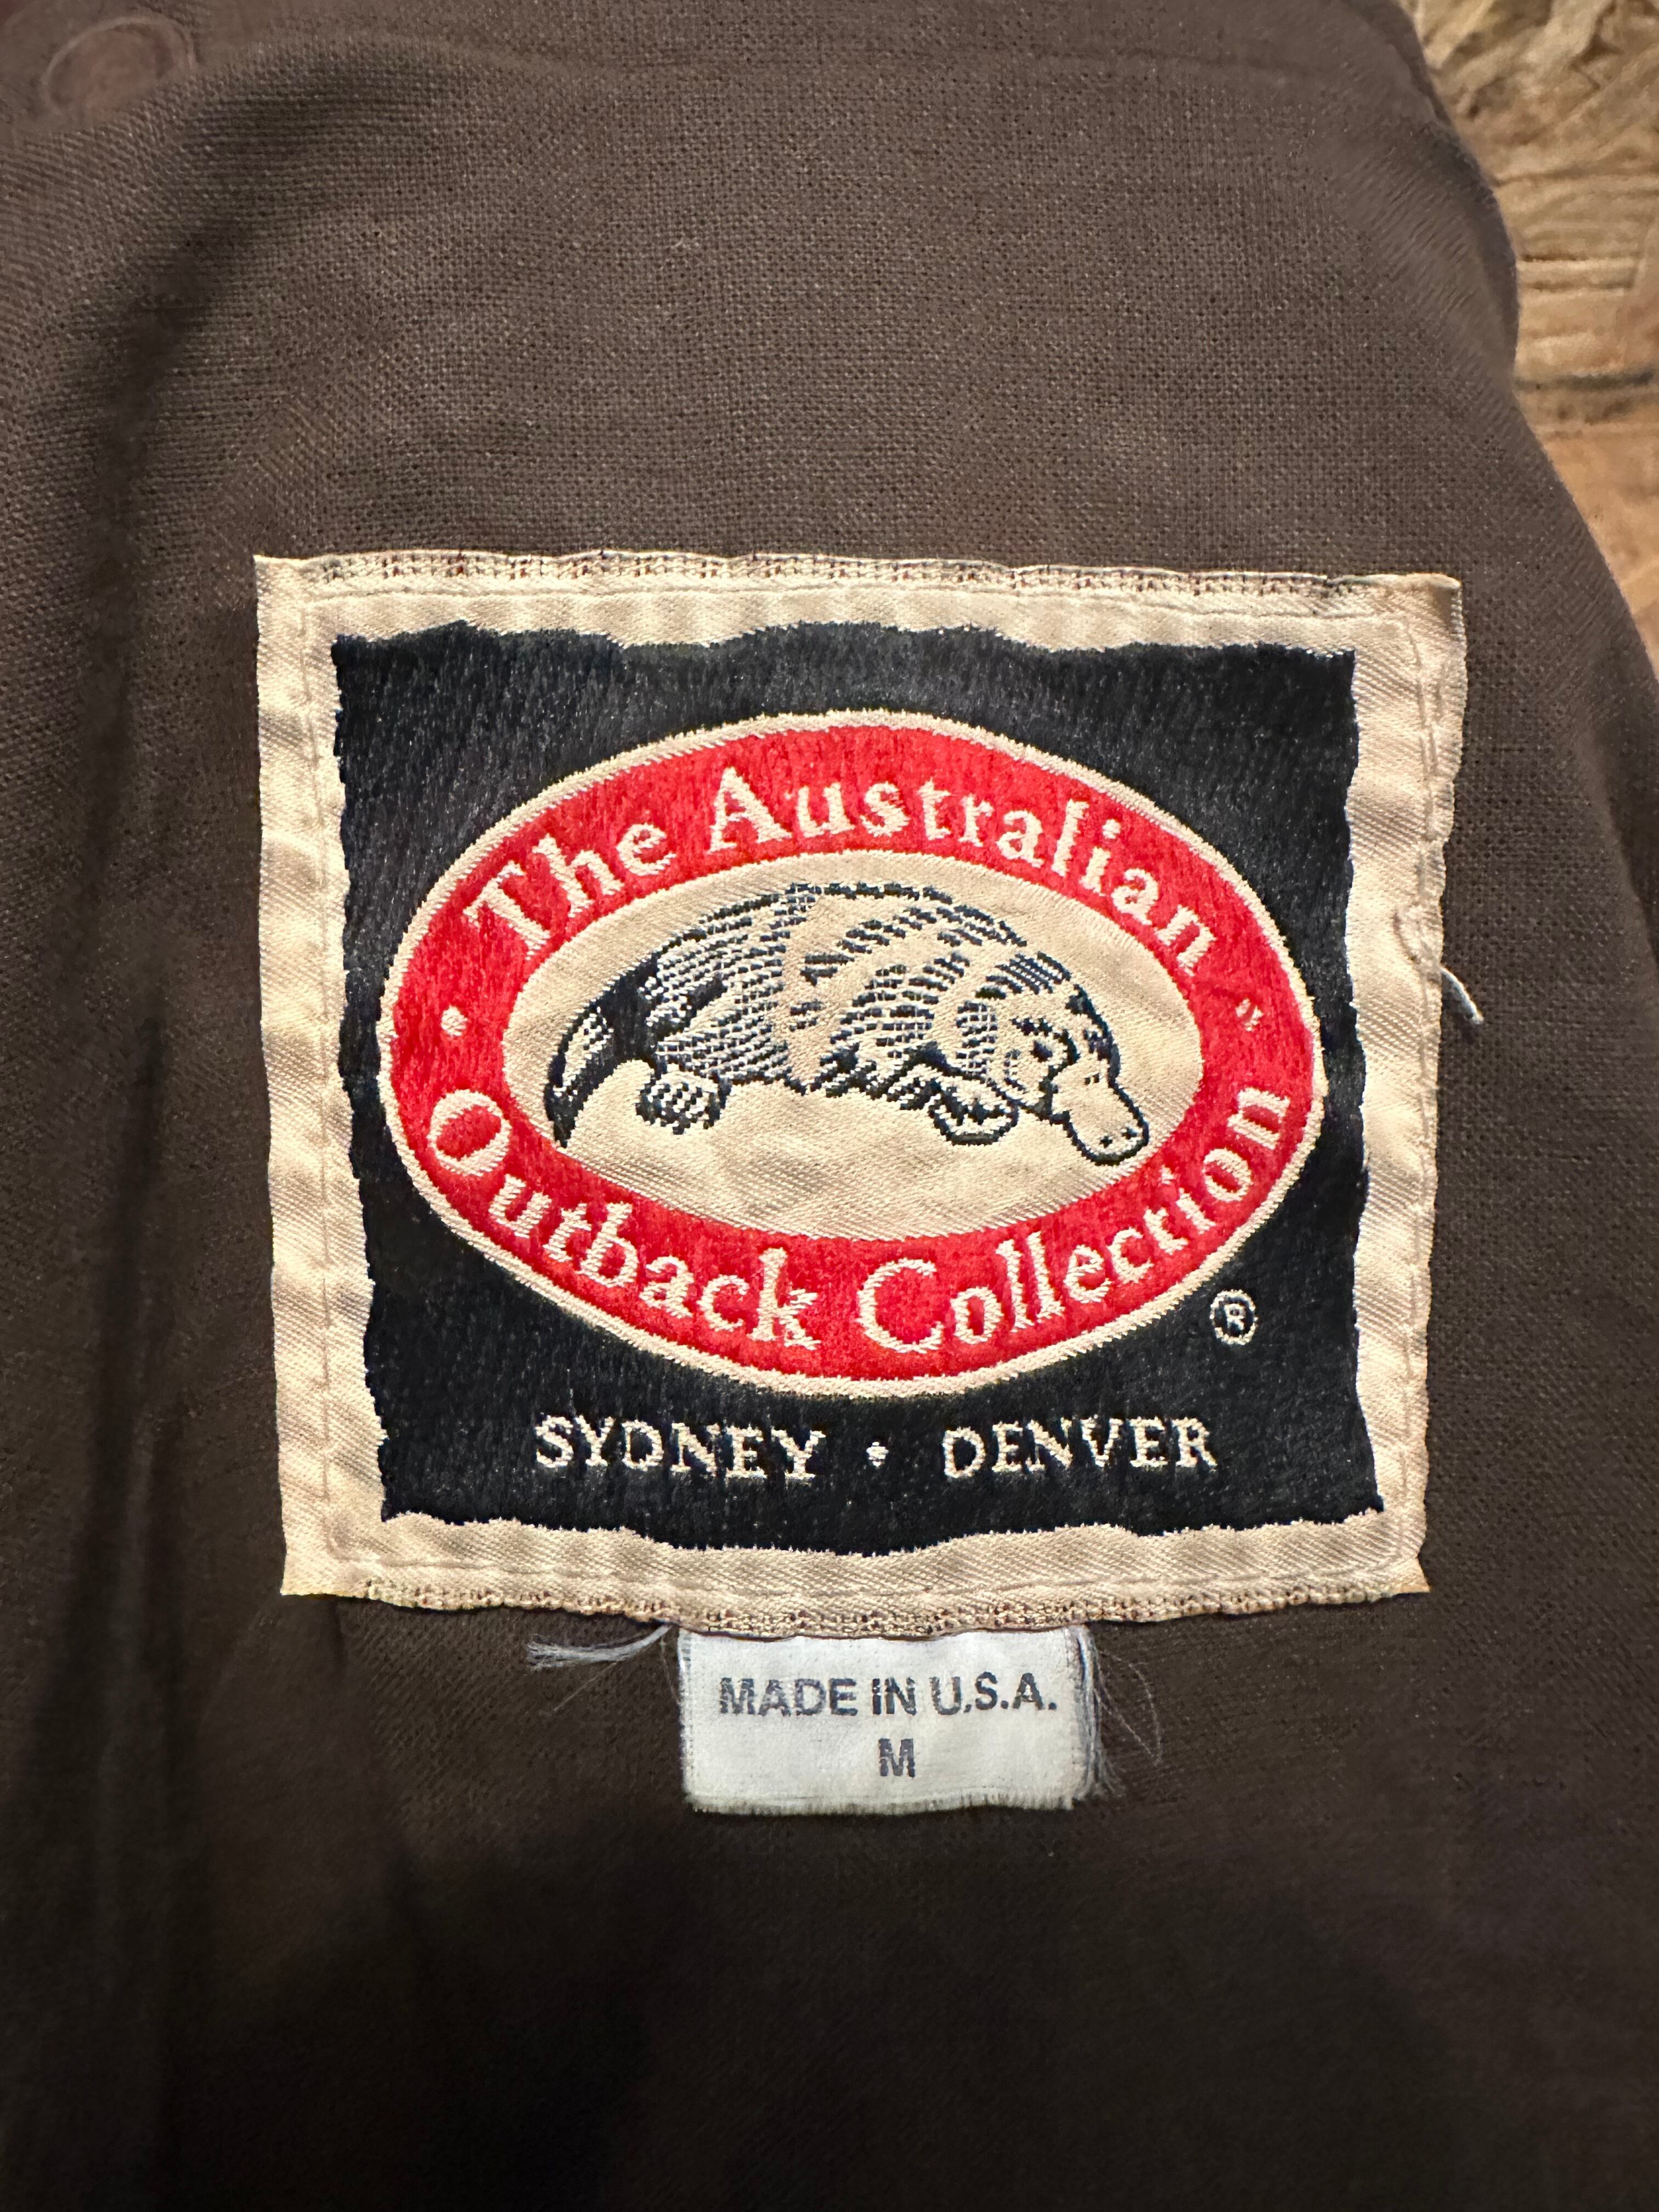 The Australian
Outback Collection
®
SYDNEY • DENVER
MADE IN U.S.A.
M